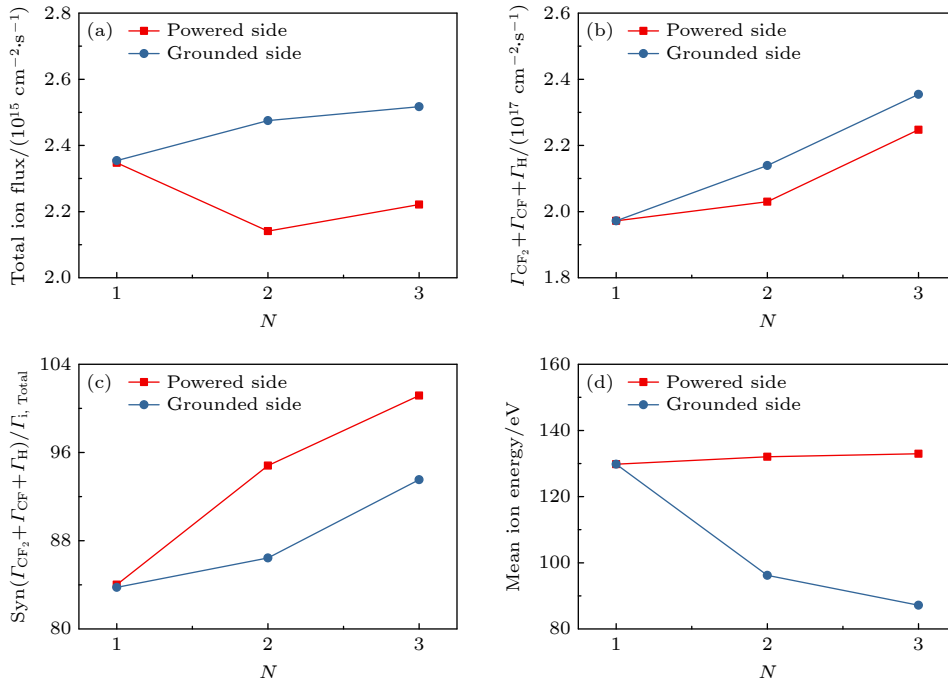 (a)
Powered side
Grounded side
Total ion flux/(10¹⁵ cm⁻²·s⁻¹)
2.8
2.6
2.4
2.2
2.0
1 2 3
N
(b)
Powered side
Grounded side
Γ_CF₂+Γ_CF+Γ_H/(10¹⁷ cm⁻²·s⁻¹)
2.6
2.4
2.2
2.0
1.8
1 2 3
N
(c)
Powered side
Grounded side
Syn(Γ_CF₂+Γ_CF+Γ_H)/Γ_i, Total
104
96
88
80
1 2 3
N
(d)
Powered side
Grounded side
Mean ion energy/eV
160
140
120
100
80
1 2 3
N